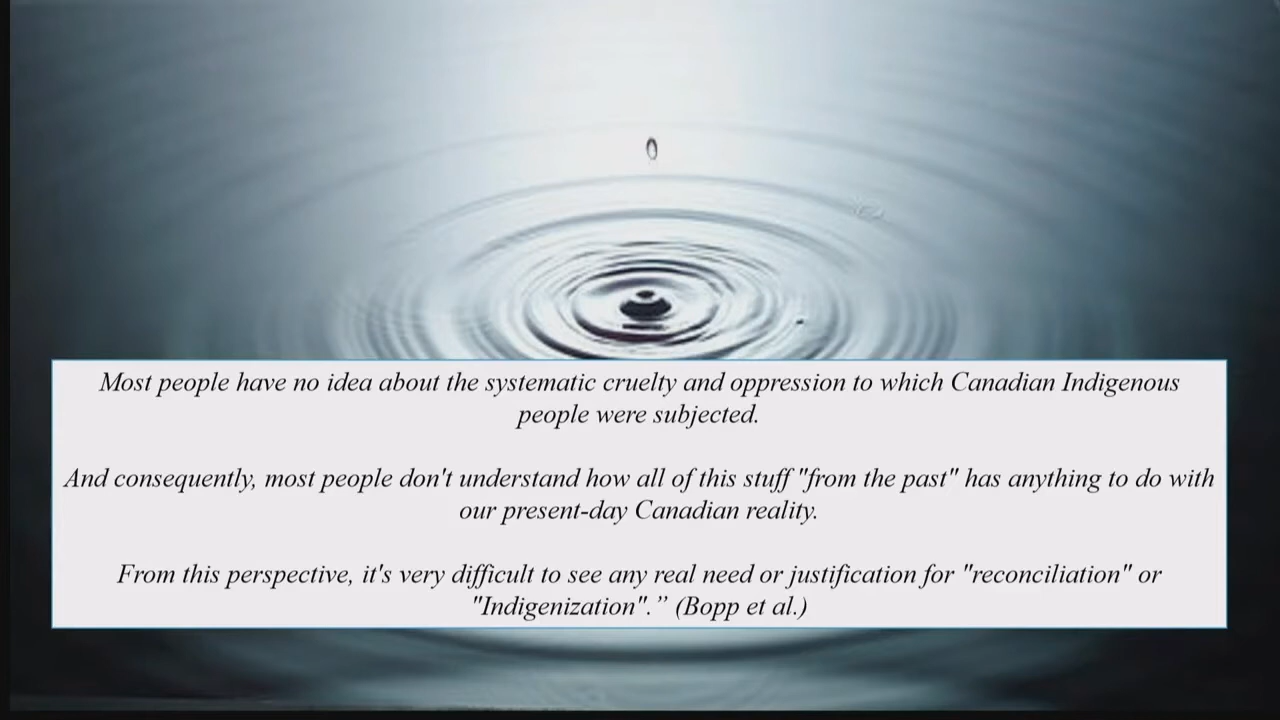 Most people have no idea about the systematic cruelty and oppression to which Canadian Indigenous
people were subjected.
And consequently, most people don't understand how all of this stuff "from the past" has anything to do with
our present-day Canadian reality.
From this perspective, it's very difficult to see any real need or justification for "reconciliation" or
"Indigenization".” (Bopp et al.)